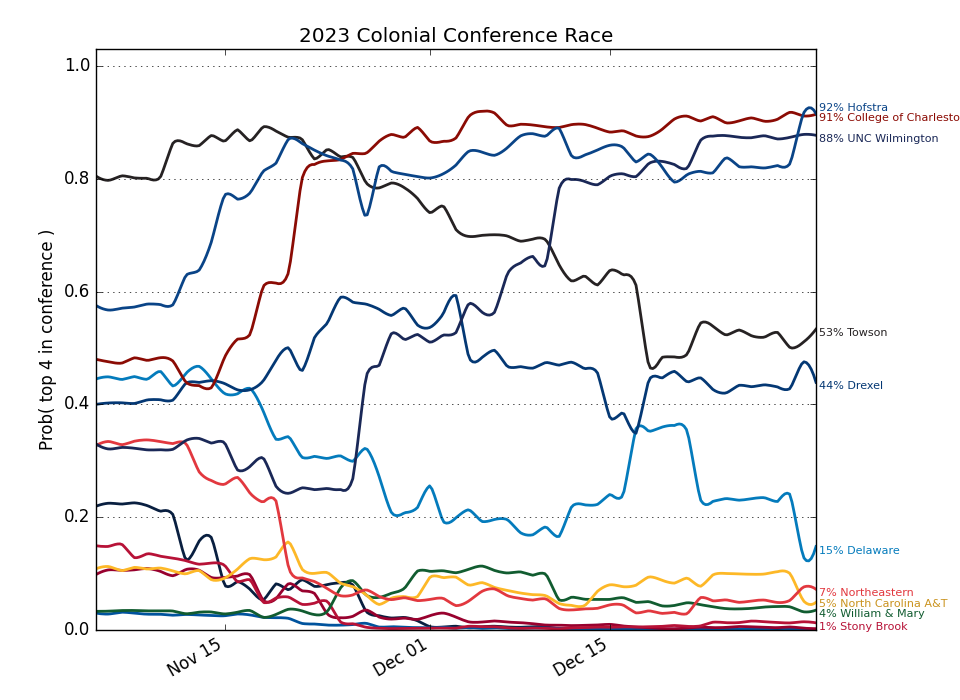 2023 Colonial Conference Race
1.0
0.8
0.6
0.4
0.2
0.0
Prob( top 4 in conference )
Nov 15
Dec 01
Dec 15
92% Hofstra
91% College of Charlesto
88% UNC Wilmington
53% Towson
44% Drexel
15% Delaware
7% Northeastern
5% North Carolina A&T
4% William & Mary
1% Stony Brook